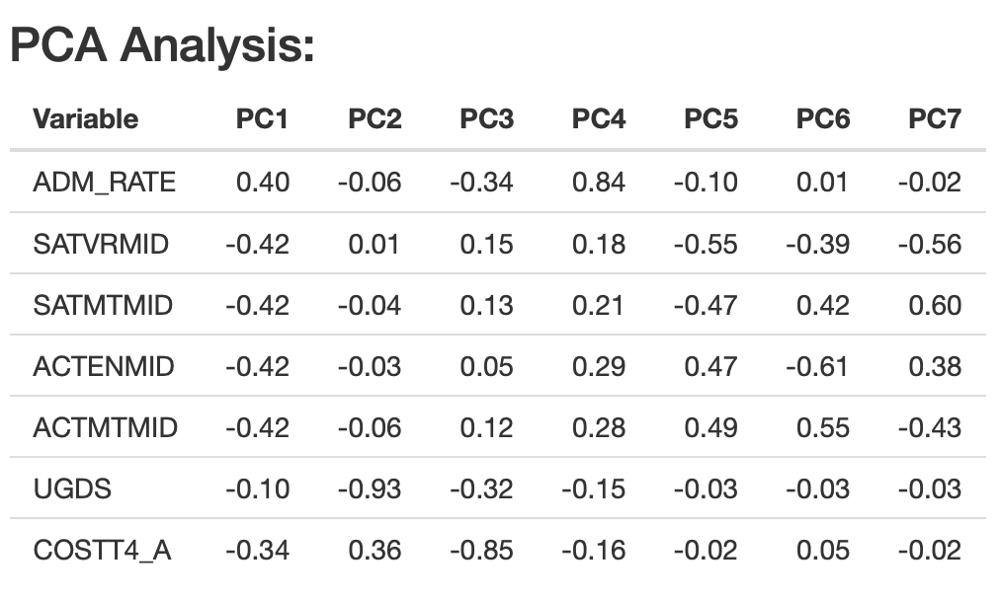 PCA Analysis:
Variable PC1 PC2 PC3 PC4 PC5 PC6 PC7
ADM_RATE 0.40 -0.06 -0.34 0.84 -0.10 0.01 -0.02
SATVRMID -0.42 0.01 0.15 0.18 -0.55 -0.39 -0.56
SATMTMID -0.42 -0.04 0.13 0.21 -0.47 0.42 0.60
ACTENMID -0.42 -0.03 0.05 0.29 0.47 -0.61 0.38
ACTMTMID -0.42 -0.06 0.12 0.28 0.49 0.55 -0.43
UGDS -0.10 -0.93 -0.32 -0.15 -0.03 -0.03 -0.03
COSTT4_A -0.34 0.36 -0.85 -0.16 -0.02 0.05 -0.02